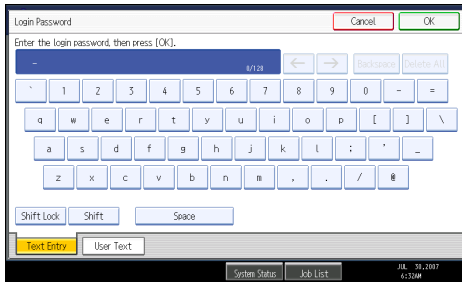 Login Password Cancel OK
Enter the login password, then press [OK].
_ 0/128 ← → Backspace Delete All
` 1 2 3 4 5 6 7 8 9 0 - =
q w e r t y u i o p [ ] \
a s d f g h j k l ; ' _
z x c v b n m , . / @
Shift Lock Shift Space
Text Entry User Text
System Status Job List JUL 30,2007
6:32AM